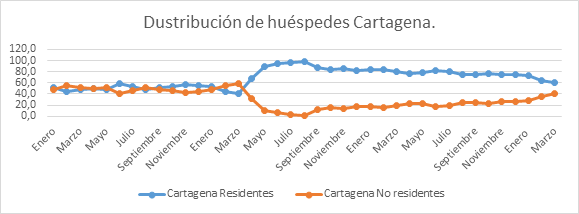 Dustribución de huéspedes Cartagena.
120,0
100,0
80,0
60,0
40,0
20,0
0,0
Enero
Marzo
Mayo
Julio
Septiembre
Noviembre
Enero
Marzo
Mayo
Julio
Septiembre
Noviembre
Enero
Marzo
Mayo
Julio
Septiembre
Noviembre
Enero
Marzo
Cartagena Residentes
Cartagena No residentes